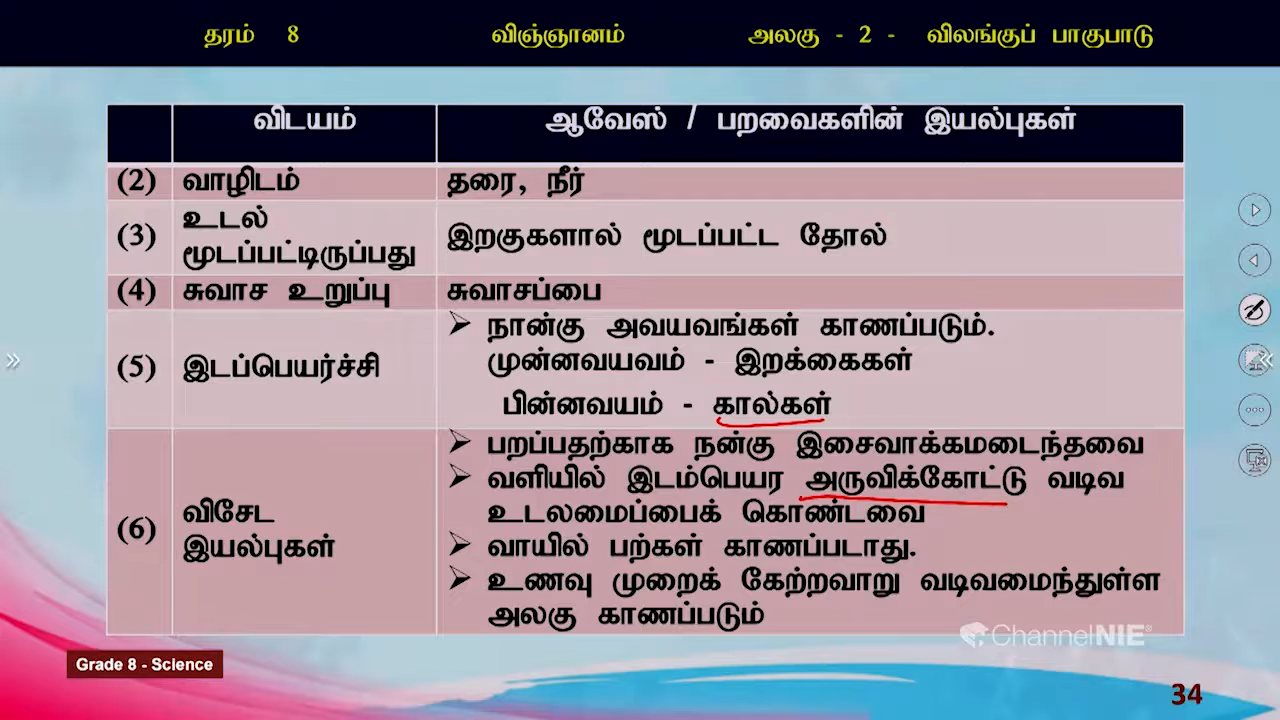 தரம் 8 விஞ்ஞானம் அலகு - 2 - விலங்குப் பாகுபாடு
விடயம் ஆவேஸ் / பறவைகளின் இயல்புகள்
(2) வாழிடம் தரை, நீர்
(3) உடல்
மூடப்பட்டிருப்பது இறகுகளால் மூடப்பட்ட தோல்
(4) சுவாச உறுப்பு சுவாசப்பை
(5) இடப்பெயர்ச்சி ➢ நான்கு அவயவங்கள் காணப்படும்.
முன்னவயவம் - இறக்கைகள்
பின்னவயம் - கால்கள்
(6) விசேட
இயல்புகள்
➢ பறப்பதற்காக நன்கு இசைவாக்கமடைந்தவை
➢ வளியில் இடம்பெயர அருவிக்கோட்டு வடிவ
உடலமைப்பைக் கொண்டவை
➢ வாயில் பற்கள் காணப்படாது.
➢ உணவு முறைக் கேற்றவாறு வடிவமைந்துள்ள
அலகு காணப்படும்
ChannelNIE®
Grade 8 - Science
34